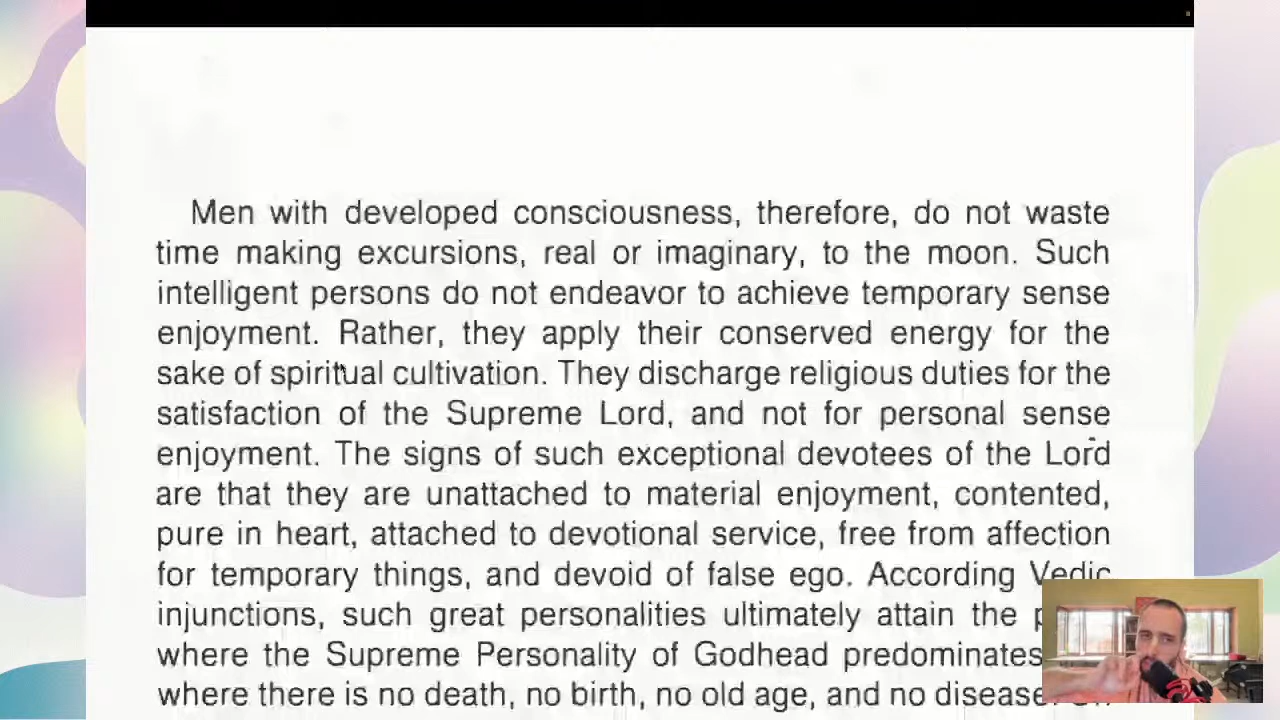 Men with developed consciousness, therefore, do not waste
time making excursions, real or imaginary, to the moon. Such
intelligent persons do not endeavor to achieve temporary sense
enjoyment. Rather, they apply their conserved energy for the
sake of spiritual cultivation. They discharge religious duties for the
satisfaction of the Supreme Lord, and not for personal sense
enjoyment. The signs of such exceptional devotees of the Lord
are that they are unattached to material enjoyment, contented,
pure in heart, attached to devotional service, free from affection
for temporary things, and devoid of false ego. According Vedic
injunctions, such great personalities ultimately attain the
where the Supreme Personality of Godhead predominates
where there is no death, no birth, no old age, and no disease.